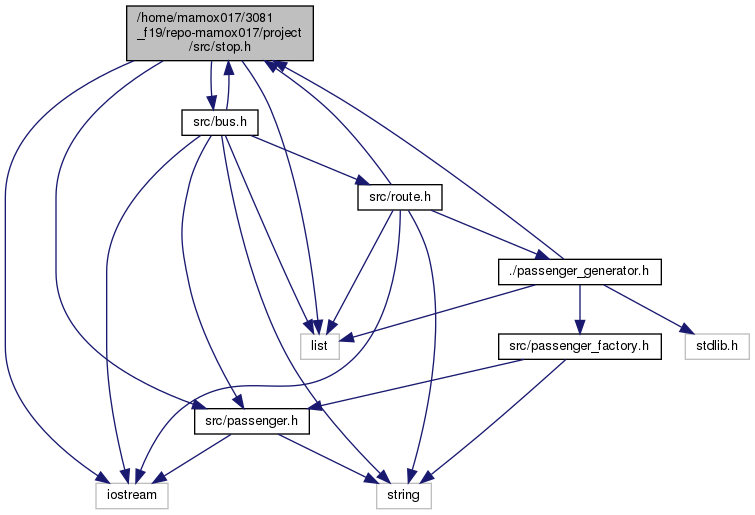 /home/mamox017/3081
_f19/repo-mamox017/project
/src/stop.h
src/bus.h
src/route.h
./passenger_generator.h
list
src/passenger_factory.h
stdlib.h
src/passenger.h
iostream
string